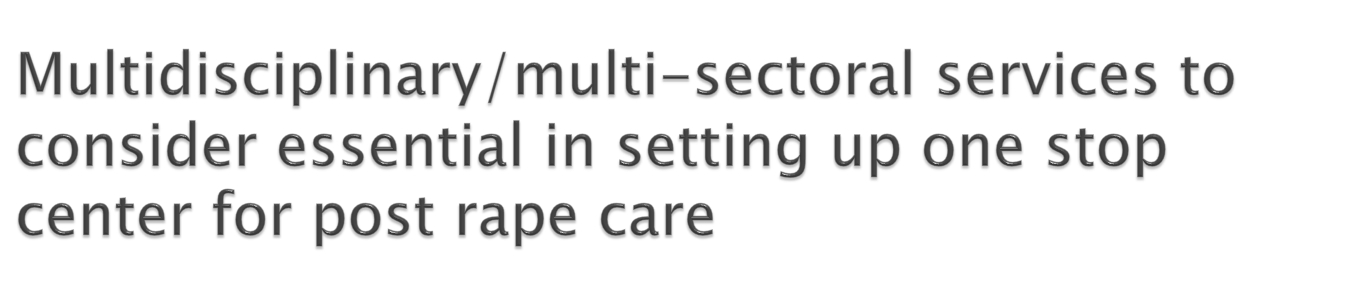 Multidisciplinary/multi-sectoral services to
consider essential in setting up one stop
center for post rape care